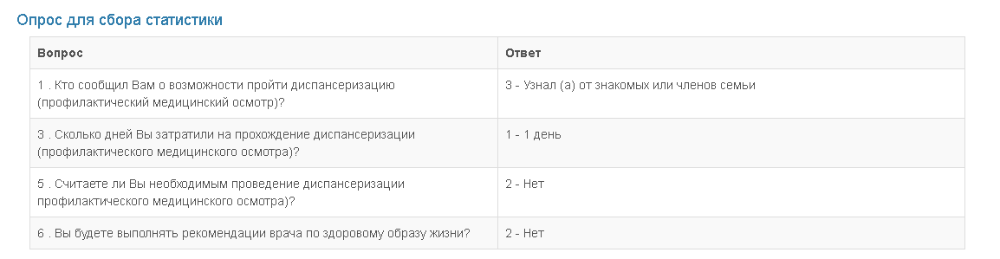 Опрос для сбора статистики
Вопрос Ответ
1 . Кто сообщил Вам о возможности пройти диспансеризацию 3 - Узнал (а) от знакомых или членов семьи
(профилактический медицинский осмотр)?
3 . Сколько дней Вы затратили на прохождение диспансеризации 1 - 1 день
(профилактического медицинского осмотра)?
5 . Считаете ли Вы необходимым проведение диспансеризации 2 - Нет
профилактического медицинского осмотра)?
6 . Вы будете выполнять рекомендации врача по здоровому образу жизни? 2 - Нет